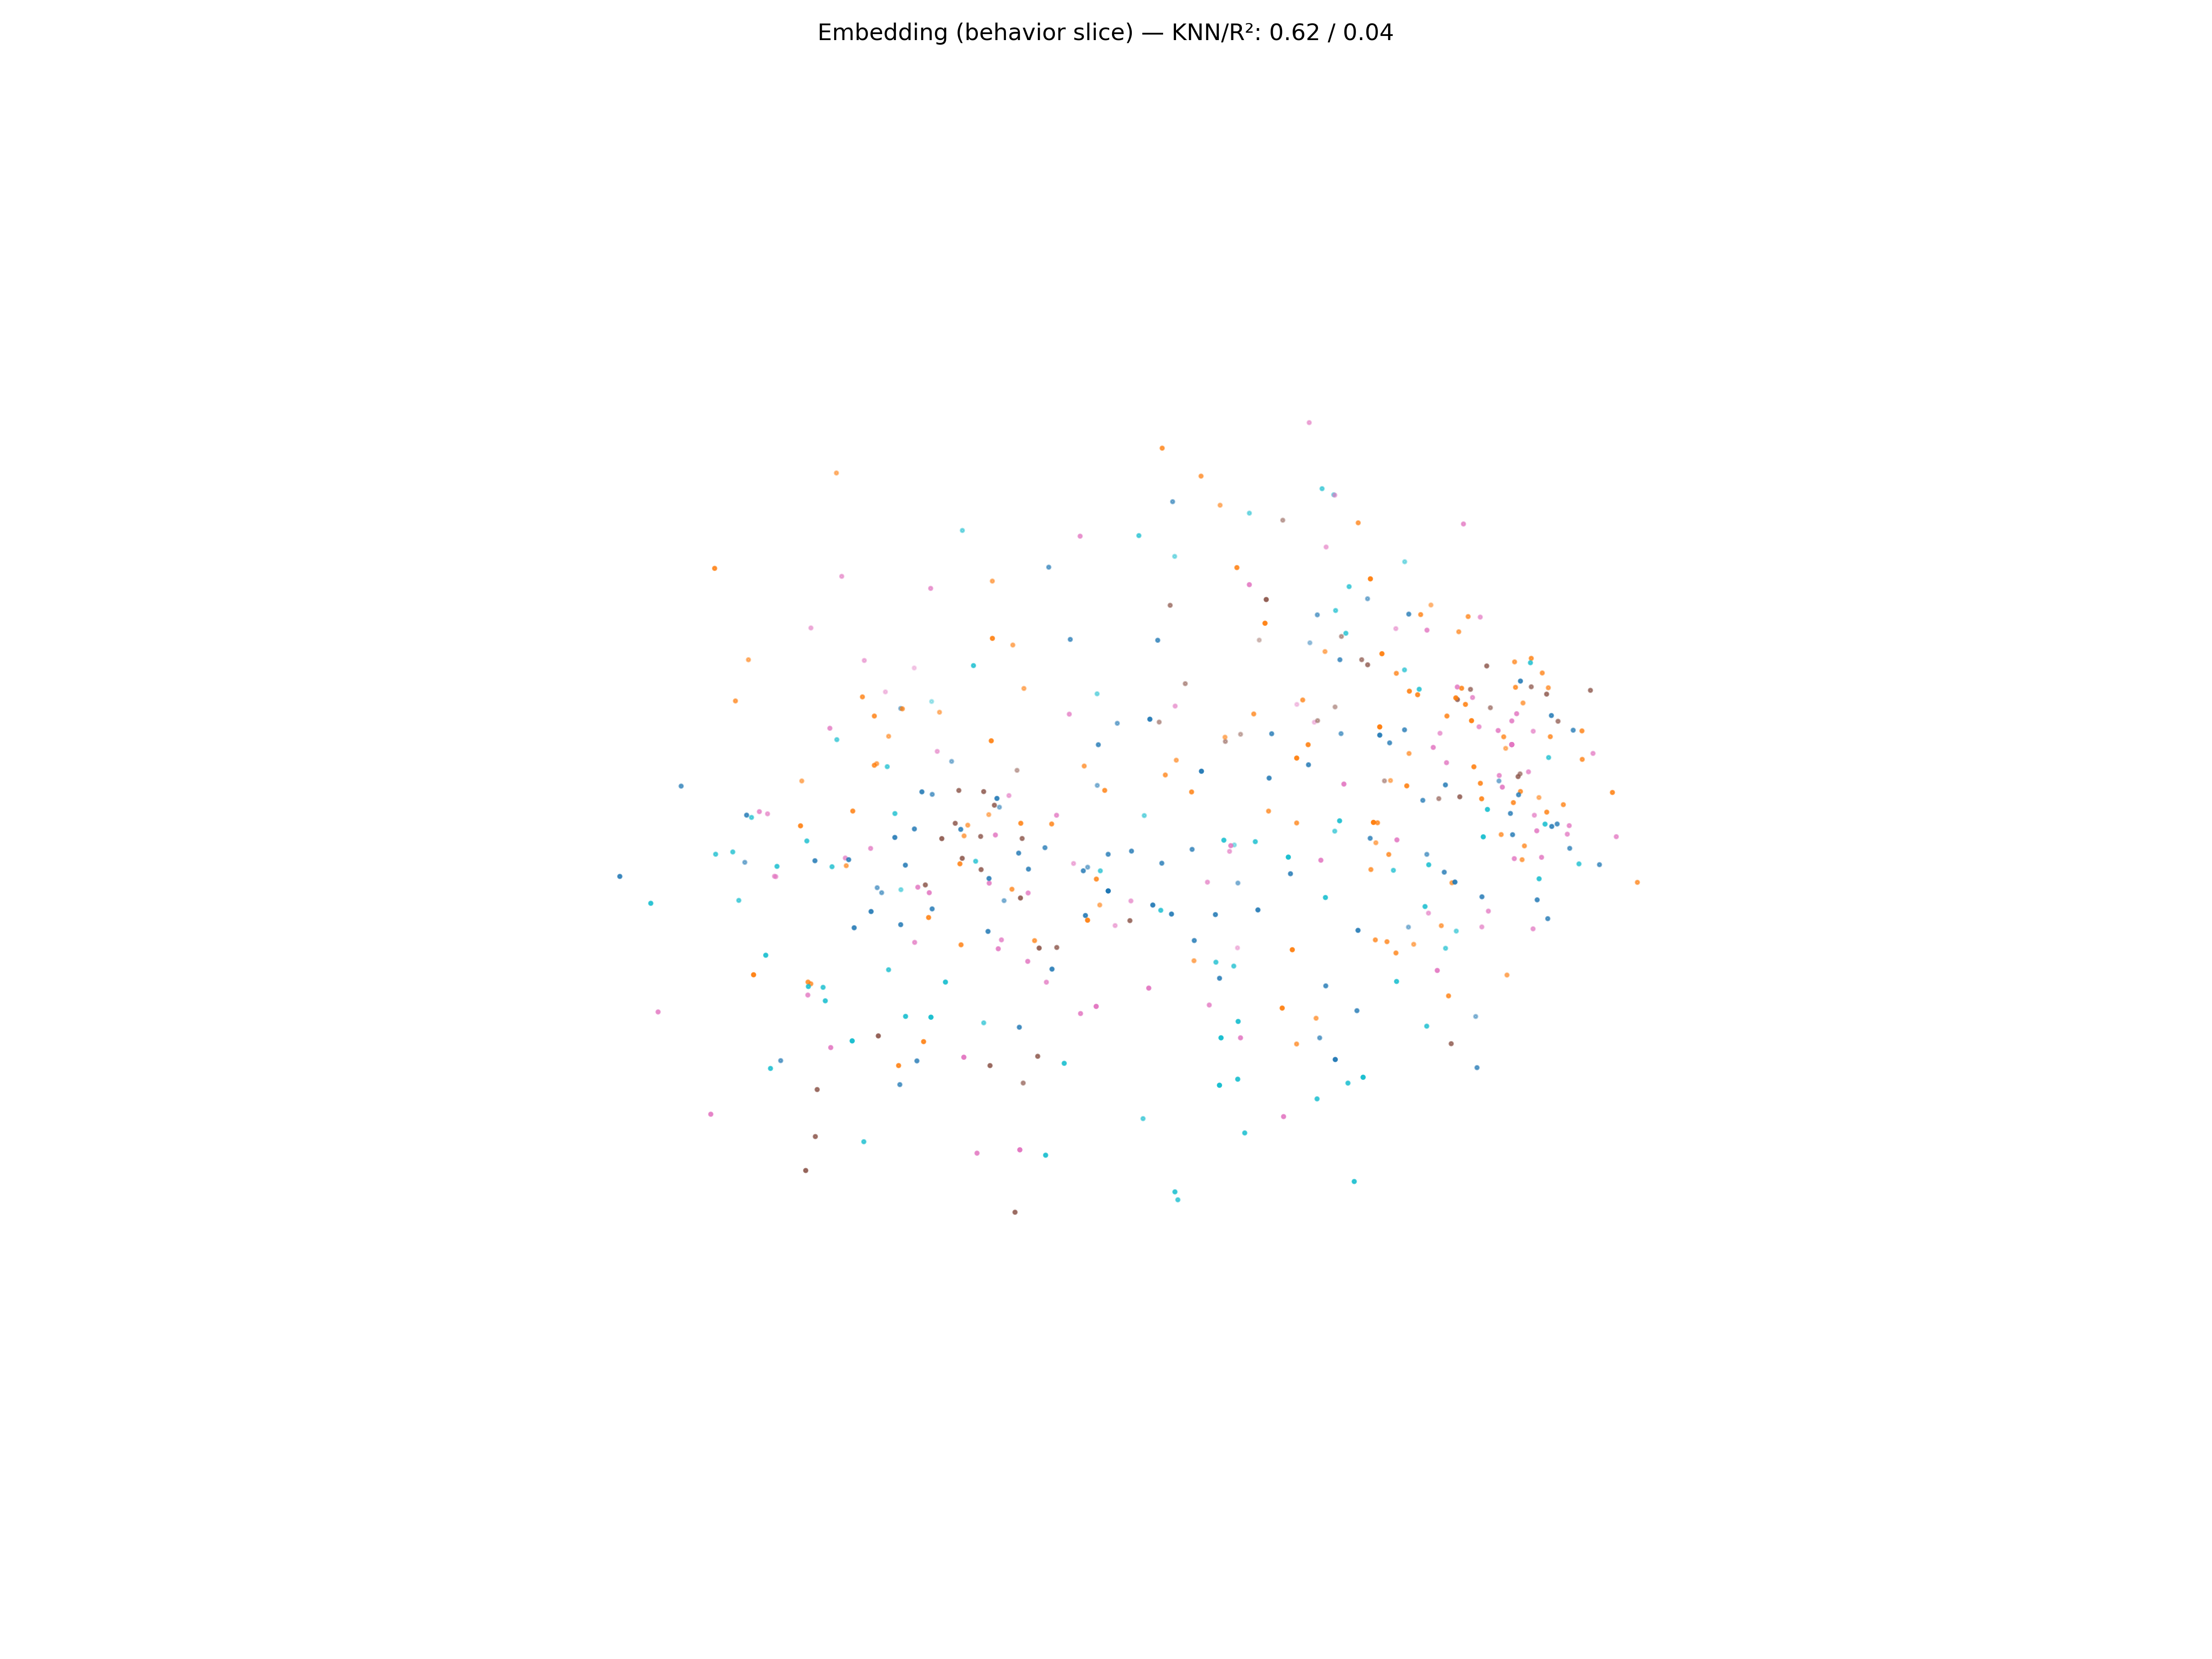 Embedding (behavior slice) — KNN/R²: 0.62 / 0.04